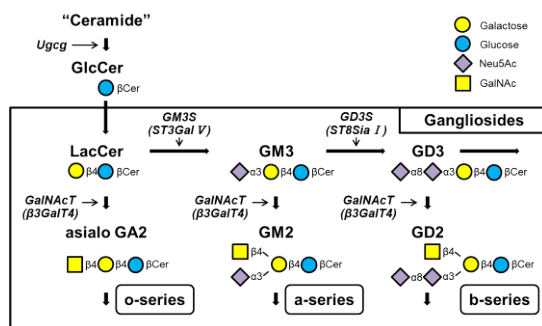 “Ceramide”
Ugcg
GlcCer
βCer
Galactose
Glucose
Neu5Ac
GalNAc
Gangliosides
GM3S
(ST3Gal V)
GD3S
(ST8Sia I)
LacCer
GM3
GD3
β4 βCer
α3 β4 βCer
α8 α3 β4 βCer
GalNAcT
(β3GalT4)
GalNAcT
(β3GalT4)
GalNAcT
(β3GalT4)
asialo GA2
GM2
GD2
β4 β4 βCer
β4
α3 β4 βCer
β4
α8 α3 β4 βCer
o-series
a-series
b-series